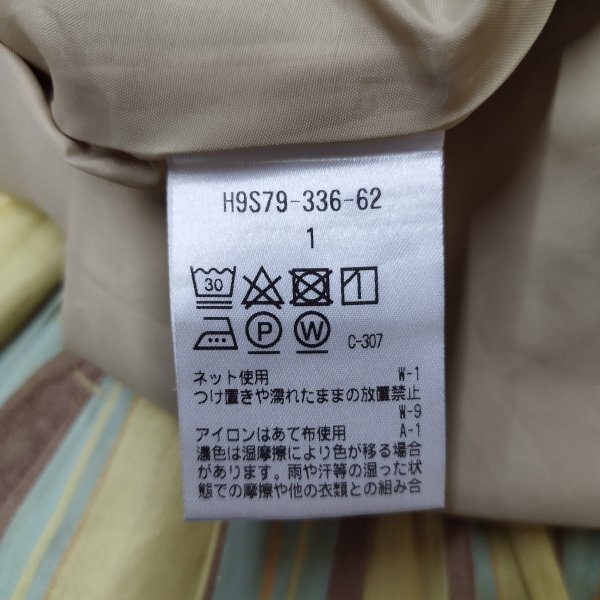 H9S79-336-62
1
30
P W C-307
ネット使用 W-1
つけ置きや濡れたままの放置禁止
W-9
アイロンはあて布使用 A-1
濃色は湿摩擦により色が移る場合
があります。雨や汗等の湿った状
態での摩擦や他の衣類との組み合